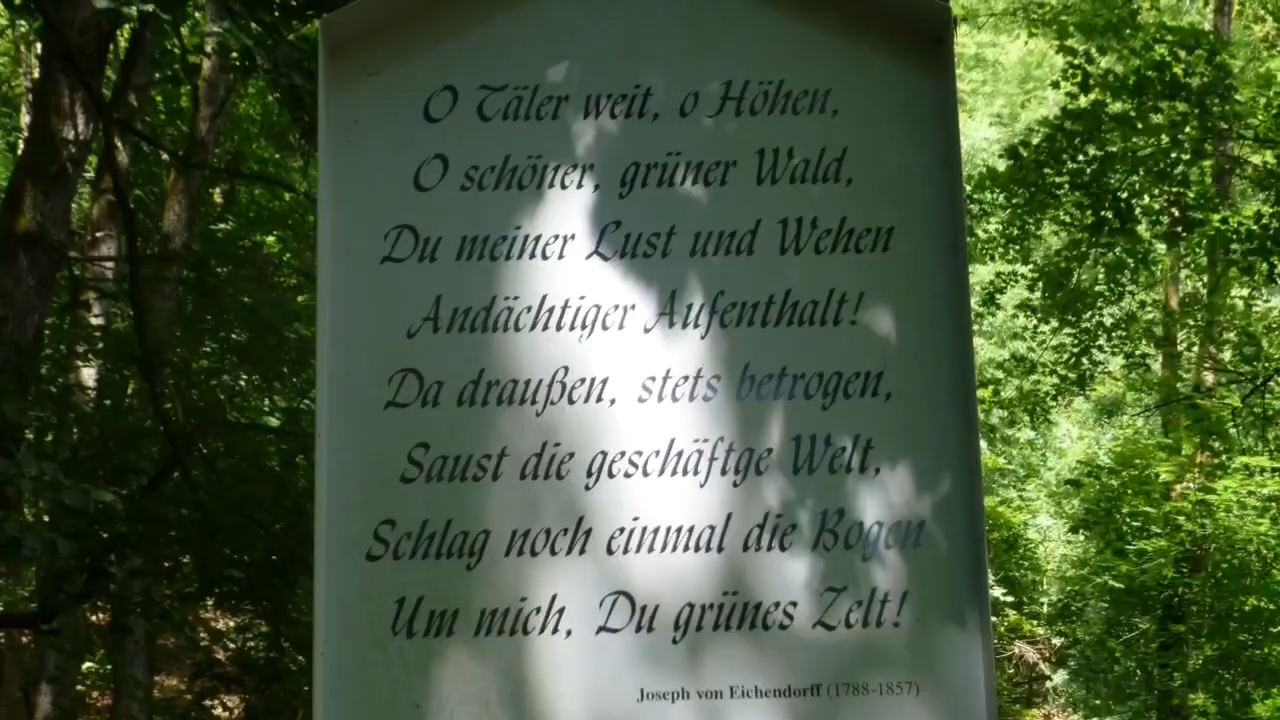 O Täler weit, o Höhen,
O schöner, grüner Wald,
Du meiner Lust und Wehen
Andächtiger Aufenthalt!
Da draußen, stets betrogen,
Saust die geschäftge Welt,
Schlag noch einmal die Bogen
Um mich, Du grünes Zelt!
Joseph von Eichendorff (1788-1857)